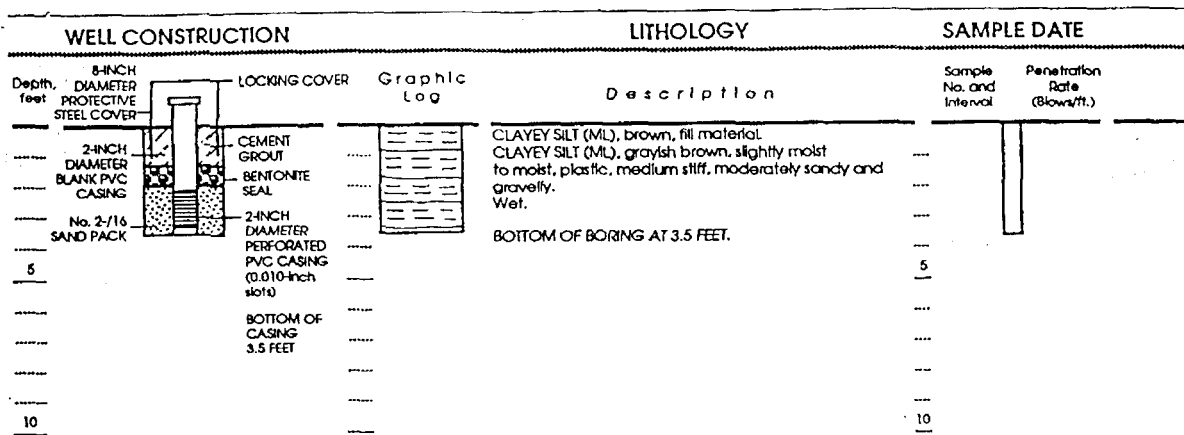 WELL CONSTRUCTION
LITHOLOGY
SAMPLE DATE
Depth, feet
8-INCH
DIAMETER
PROTECTIVE
STEEL COVER
LOCKING COVER
Graphic
Log
Description
Sample
No. and
Interval
Penetration
Rate
(Blows/ft.)
2-INCH
DIAMETER
BLANK PVC
CASING
No. 2-/16
SAND PACK
CEMENT
GROUT
BENTONITE
SEAL
2-INCH
DIAMETER
PERFORATED
PVC CASING
(0.010-inch
slots)
BOTTOM OF
CASING
3.5 FEET
CLAYEY SILT (ML), brown, fill material.
CLAYEY SILT (ML), grayish brown, slightly moist
to moist, plastic, medium stiff, moderately sandy and
gravelly.
Wet.
BOTTOM OF BORING AT 3.5 FEET.
5
10
5
10